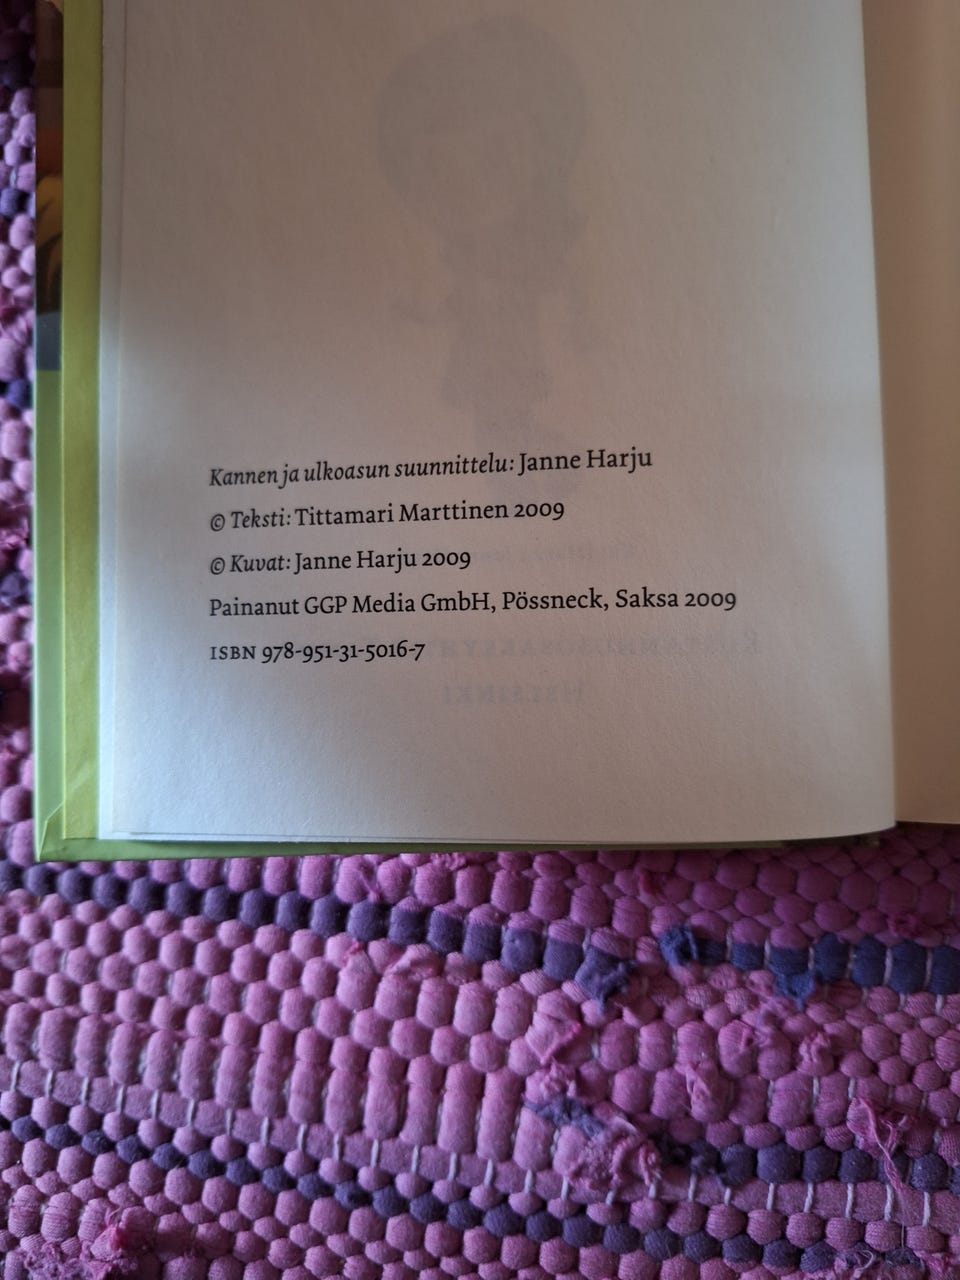 Kannen ja ulkoasun suunnittelu: Janne Harju
© Teksti: Tittamari Marttinen 2009
© Kuvat: Janne Harju 2009
Painanut GGP Media GmbH, Pössneck, Saksa 2009
ISBN 978-951-31-5016-7
HELSINKI